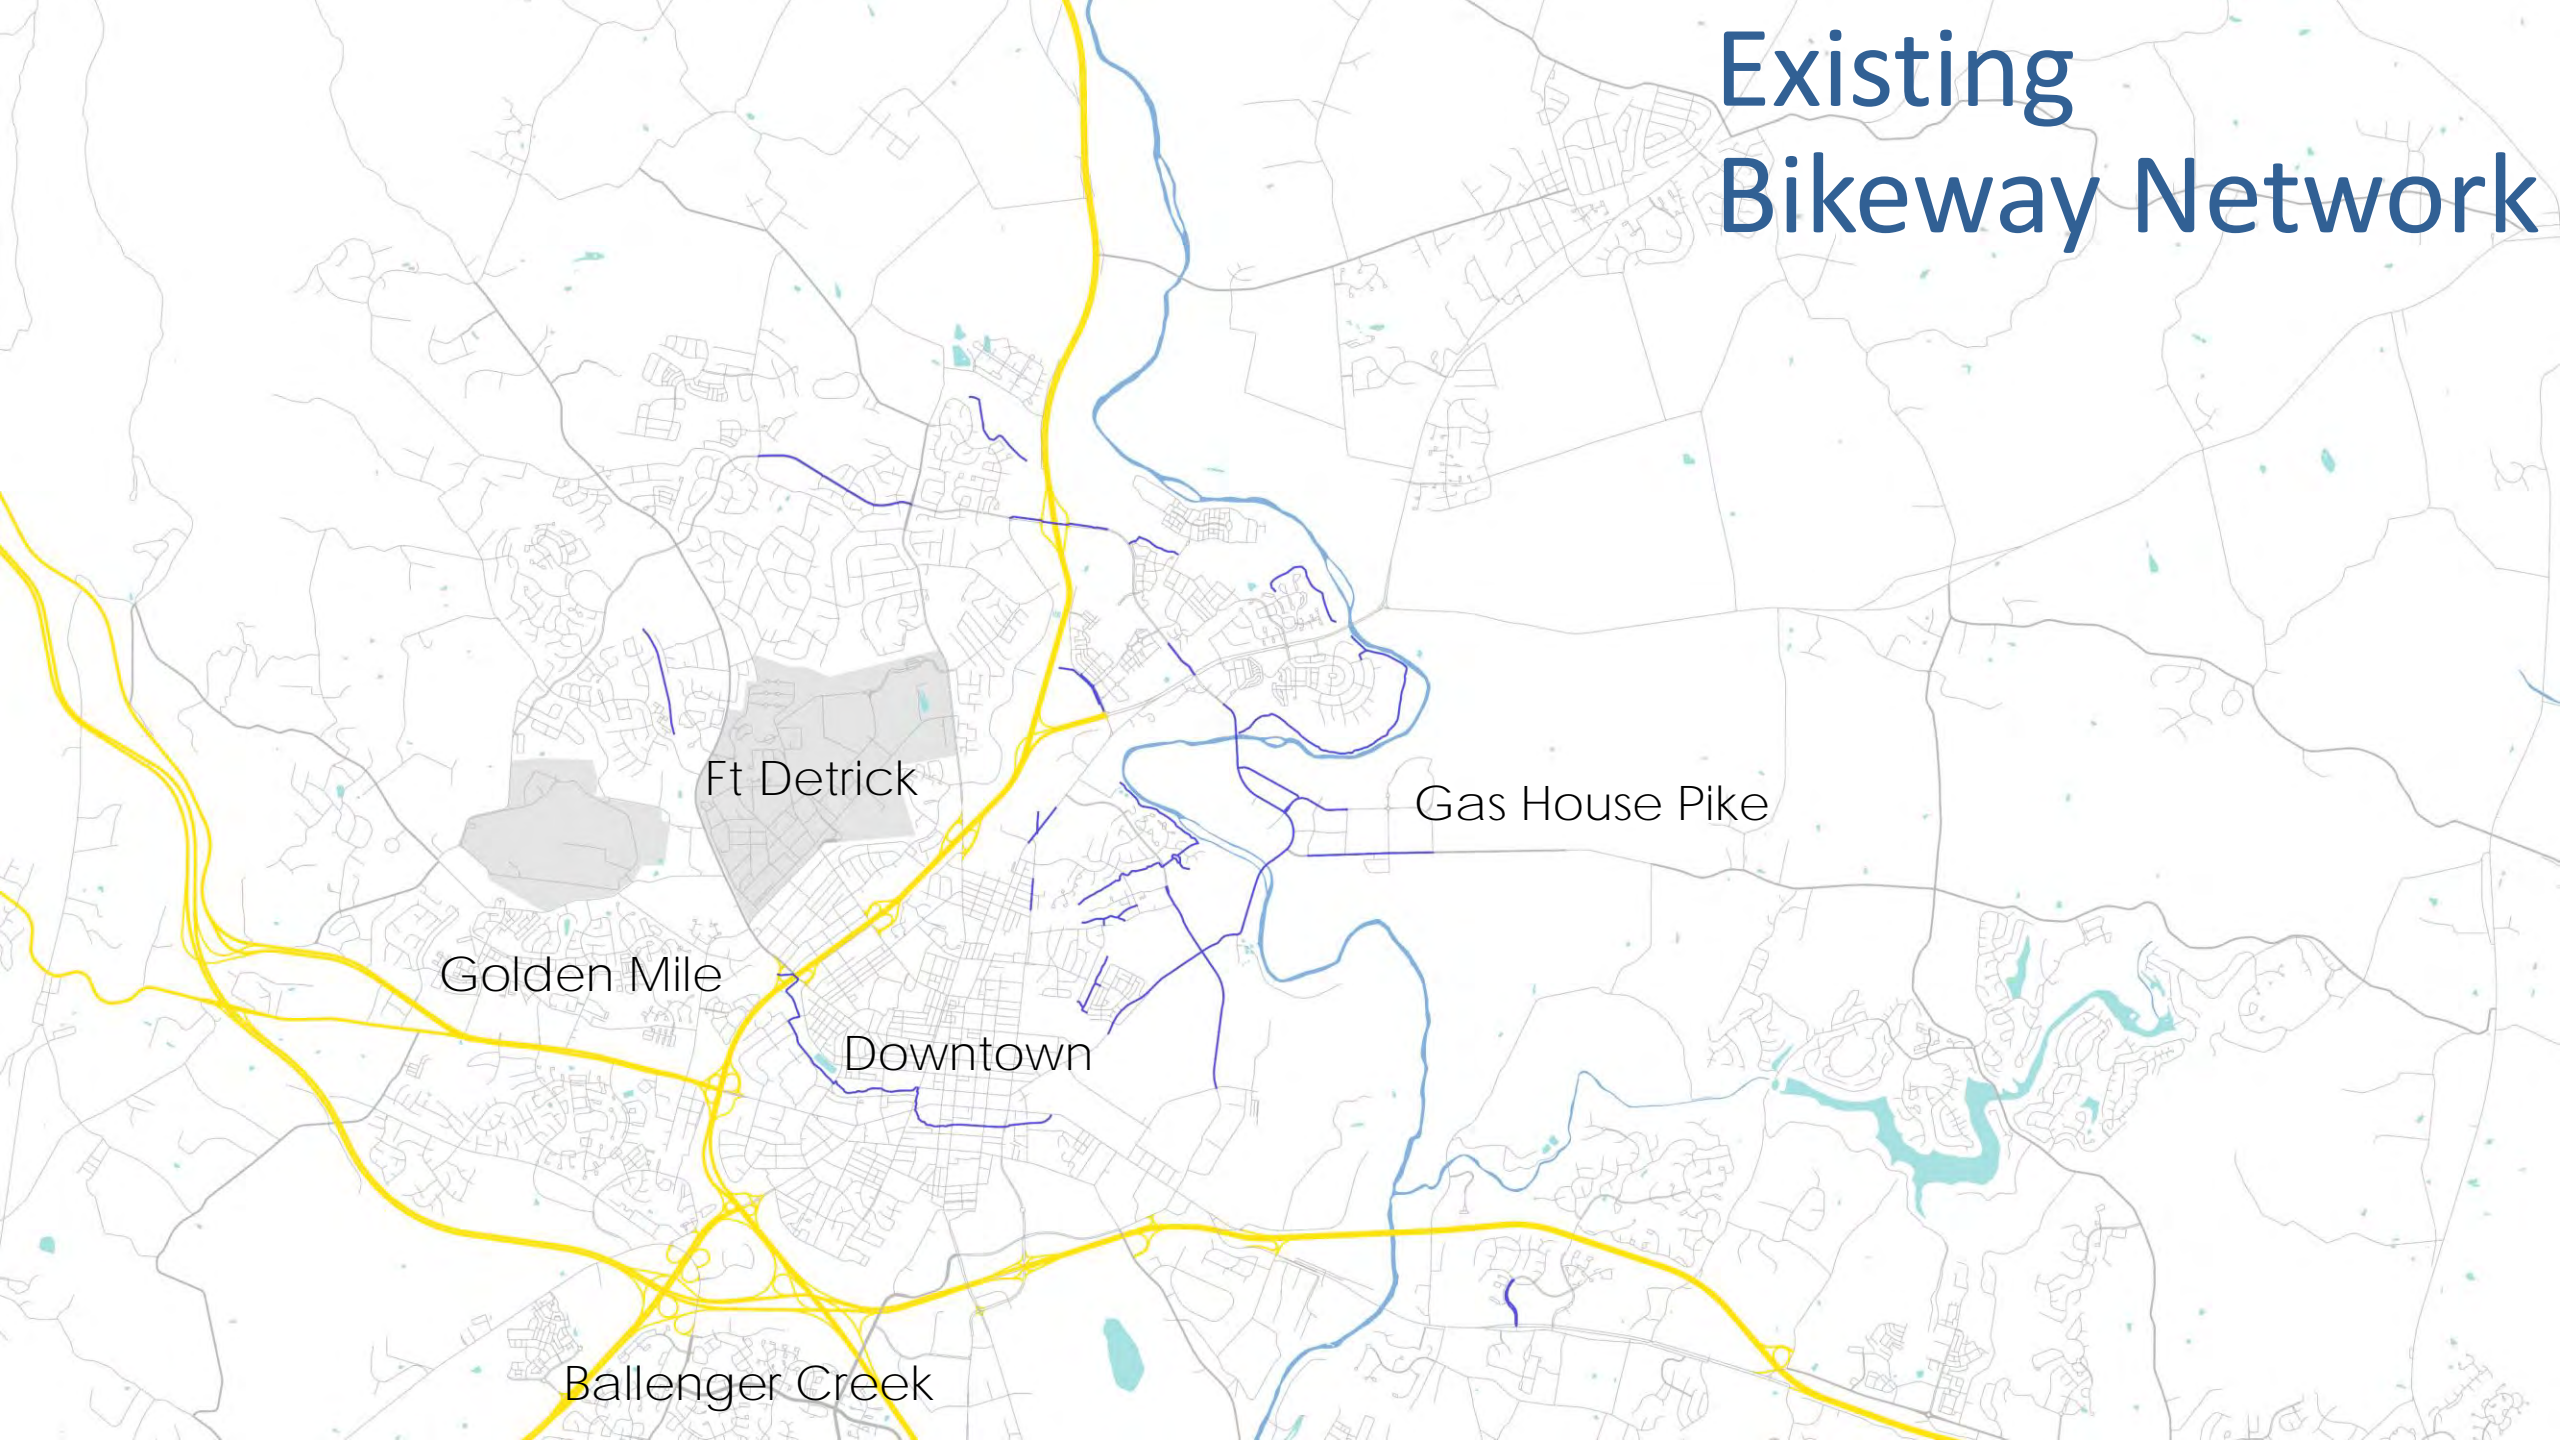 Existing
Bikeway Network
Ft Detrick
Gas House Pike
Golden Mile
Downtown
Ballenger Creek